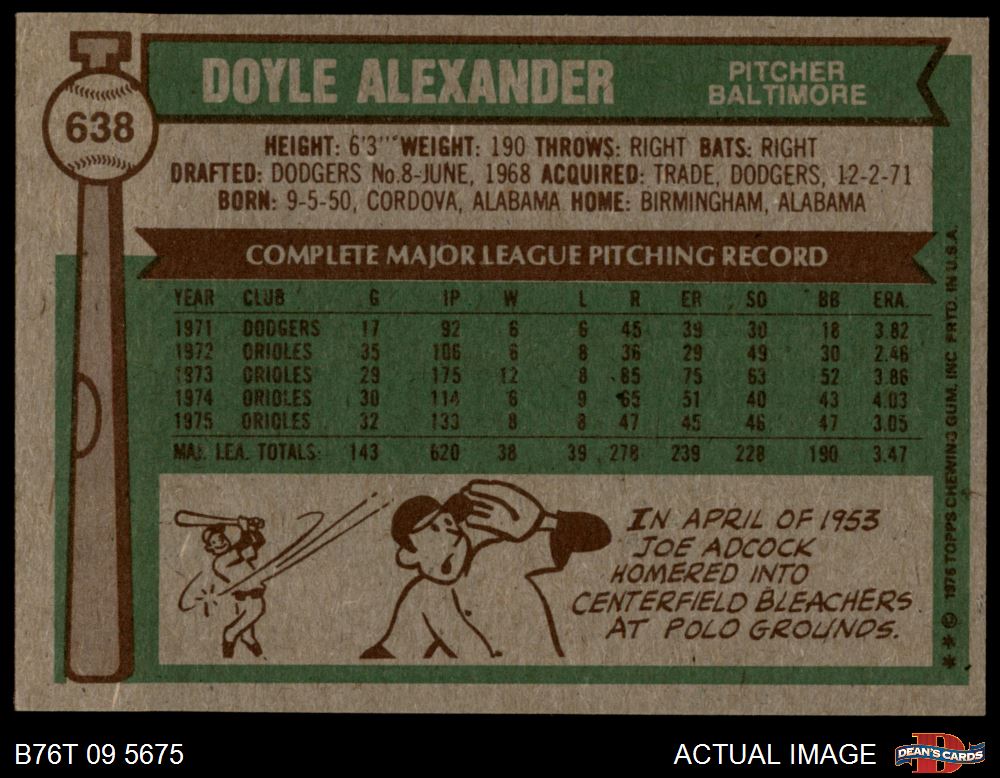 638
DOYLE ALEXANDER
PITCHER
BALTIMORE
HEIGHT: 6'3" WEIGHT: 190 THROWS: RIGHT BATS: RIGHT
DRAFTED: DODGERS No.8-JUNE, 1968 ACQUIRED: TRADE, DODGERS, 12-2-71
BORN: 9-5-50, CORDOVA, ALABAMA HOME: BIRMINGHAM, ALABAMA
COMPLETE MAJOR LEAGUE PITCHING RECORD
YEAR CLUB G IP W L R ER SO BB ERA.
1971 DODGERS 17 92 6 6 45 39 30 18 3.82
1972 ORIOLES 35 106 6 8 36 29 49 30 2.46
1973 ORIOLES 29 175 12 8 85 75 63 52 3.86
1974 ORIOLES 30 114 6 9 65 51 40 43 4.03
1975 ORIOLES 32 133 8 8 47 45 46 47 3.05
MAJ. LEA. TOTALS: 143 620 38 39 278 239 228 190 3.47
IN APRIL OF 1953
JOE ADCOCK
HOMERED INTO
CENTERFIELD BLEACHERS
AT POLO GROUNDS.
** © 1976 TOPPS CHEWING GUM, INC PRTD. IN U.S.A.
B76T 09 5675
ACTUAL IMAGE
D
DEAN'S CARDS